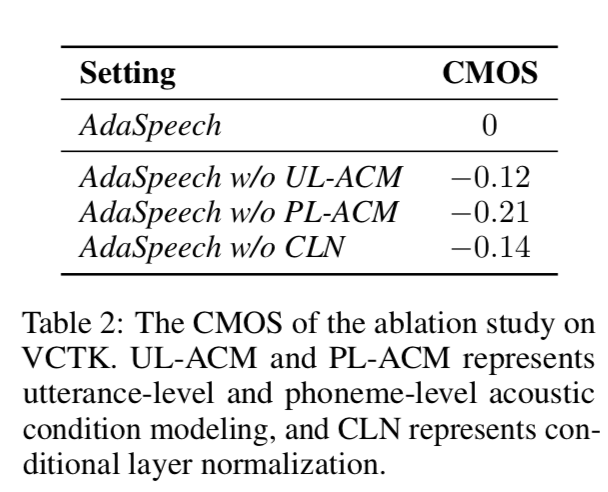 Setting CMOS
AdaSpeech 0
AdaSpeech w/o UL-ACM −0.12
AdaSpeech w/o PL-ACM −0.21
AdaSpeech w/o CLN −0.14
Table 2: The CMOS of the ablation study on
VCTK. UL-ACM and PL-ACM represents
utterance-level and phoneme-level acoustic
condition modeling, and CLN represents con-
ditional layer normalization.